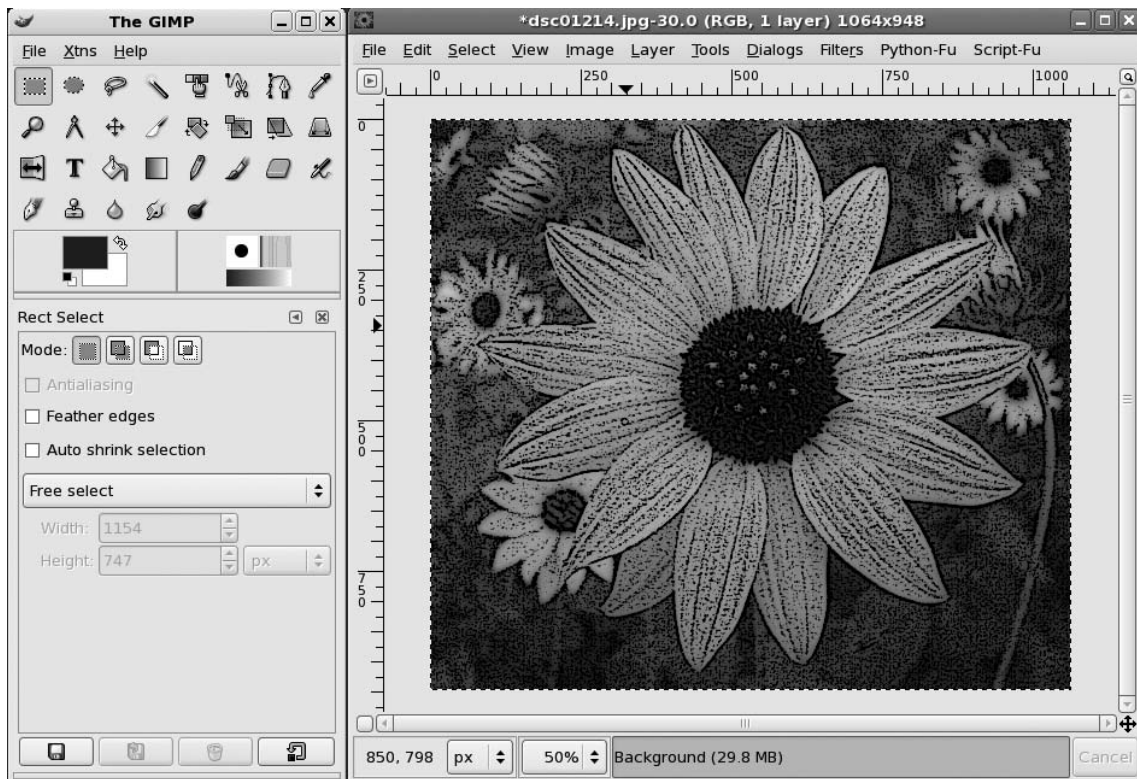 The GIMP
File Xtns Help
Rect Select
Mode:
Antialiasing
Feather edges
Auto shrink selection
Free select
Width: 1154
Height: 747 px
*dsc01214.jpg-30.0 (RGB, 1 layer) 1064x948
File Edit Select View Image Layer Tools Dialogs Filters Python-Fu Script-Fu
0 250 500 750 1000
0
250
500
750
850, 798 px 50% Background (29.8 MB) Cancel